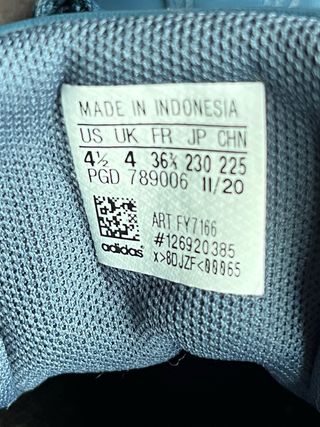 MADE IN INDONESIA
US UK FR JP CHN
4½ 4 36⅔ 230 225
PGD 789006 11/20
ART FY7166
#126920385
adidas
x>8DJZF<00065